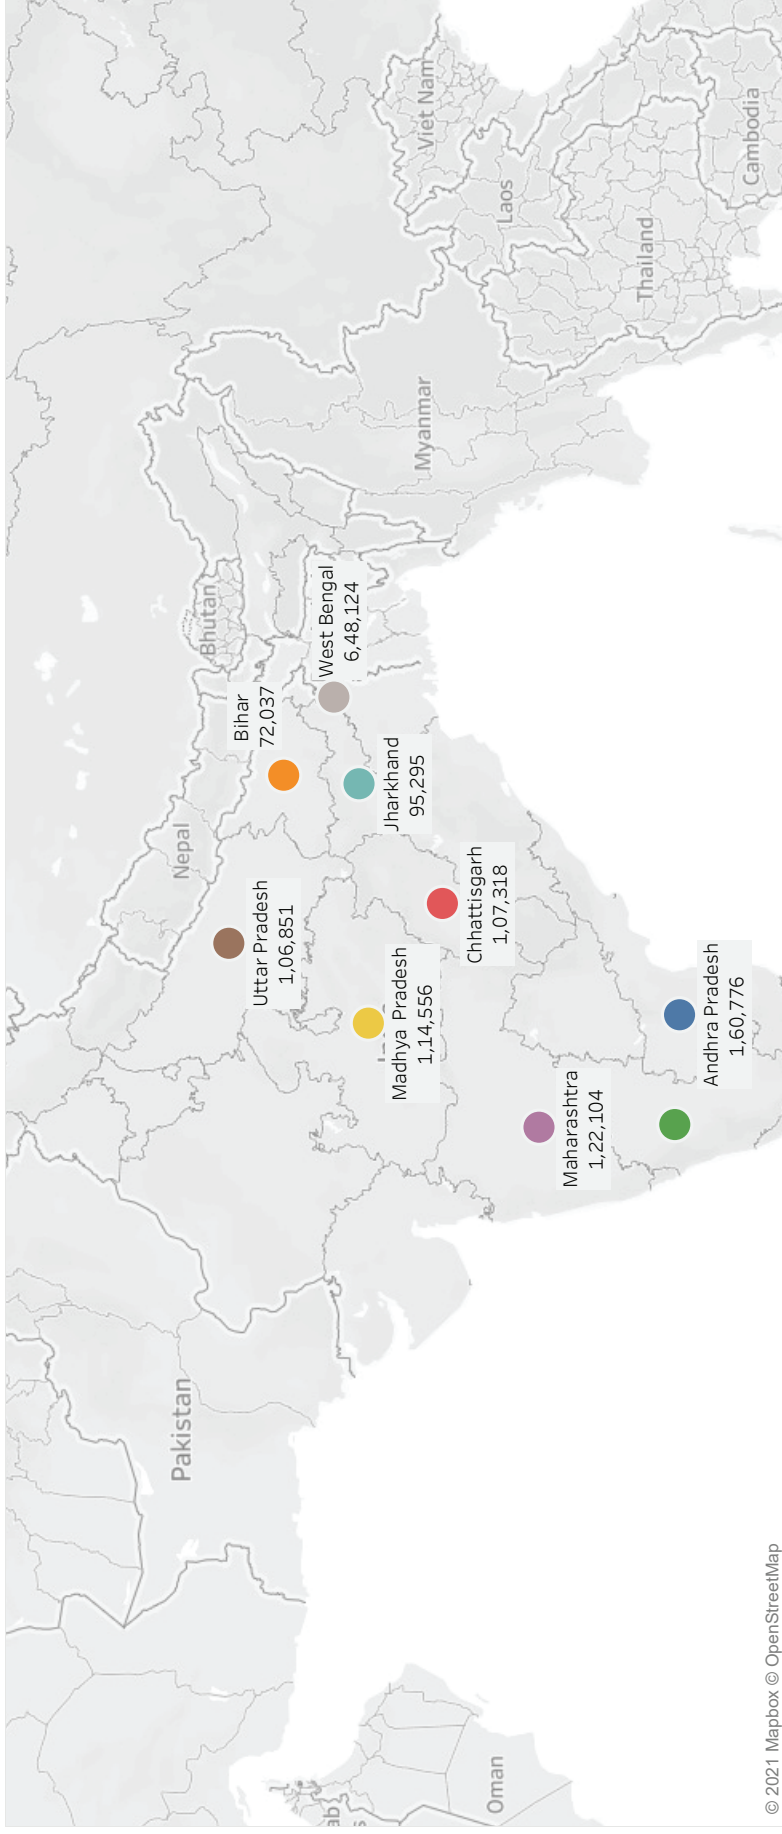 Pakistan
Nepal
Bhutan
Bihar
72,037
Uttar Pradesh
1,06,851
West Bengal
6,48,124
Jharkhand
95,295
Madhya Pradesh
1,14,556
Chhattisgarh
1,07,318
Maharashtra
1,22,104
Andhra Pradesh
1,60,776
Myanmar
Viet Nam
Laos
Thailand
Cambodia
Oman
© 2021 Mapbox © OpenStreetMap